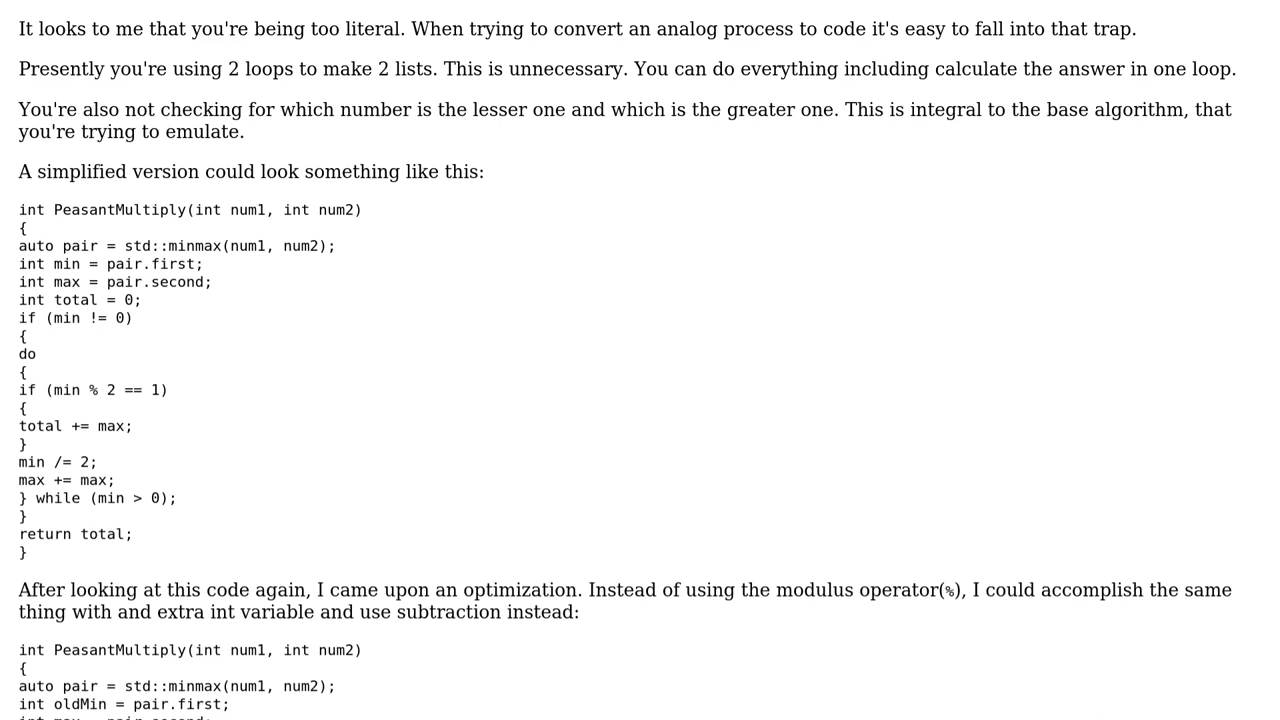 It looks to me that you're being too literal. When trying to convert an analog process to code it's easy to fall into that trap.
Presently you're using 2 loops to make 2 lists. This is unnecessary. You can do everything including calculate the answer in one loop.
You're also not checking for which number is the lesser one and which is the greater one. This is integral to the base algorithm, that
you're trying to emulate.
A simplified version could look something like this:
int PeasantMultiply(int num1, int num2)
{
auto pair = std::minmax(num1, num2);
int min = pair.first;
int max = pair.second;
int total = 0;
if (min != 0)
{
do
{
if (min % 2 == 1)
{
total += max;
}
min /= 2;
max += max;
} while (min > 0);
}
return total;
}
After looking at this code again, I came upon an optimization. Instead of using the modulus operator(%), I could accomplish the same
thing with and extra int variable and use subtraction instead:
int PeasantMultiply(int num1, int num2)
{
auto pair = std::minmax(num1, num2);
int oldMin = pair.first;